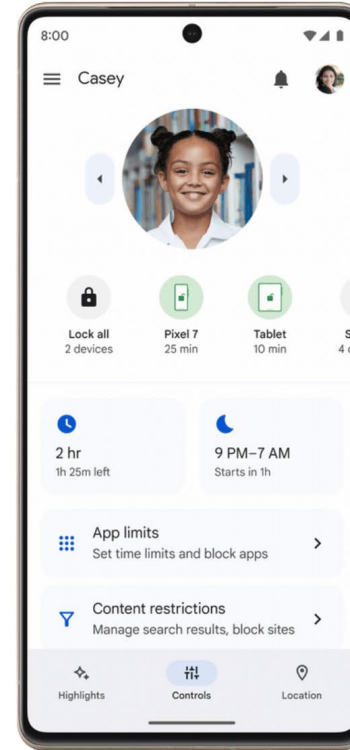 8:00
Casey
Lock all
2 devices
Pixel 7
25 min
Tablet
10 min
S
4 d
2 hr
1h 25m left
9 PM–7 AM
Starts in 1h
App limits
Set time limits and block apps
Content restrictions
Manage search results, block sites
Highlights
Controls
Location